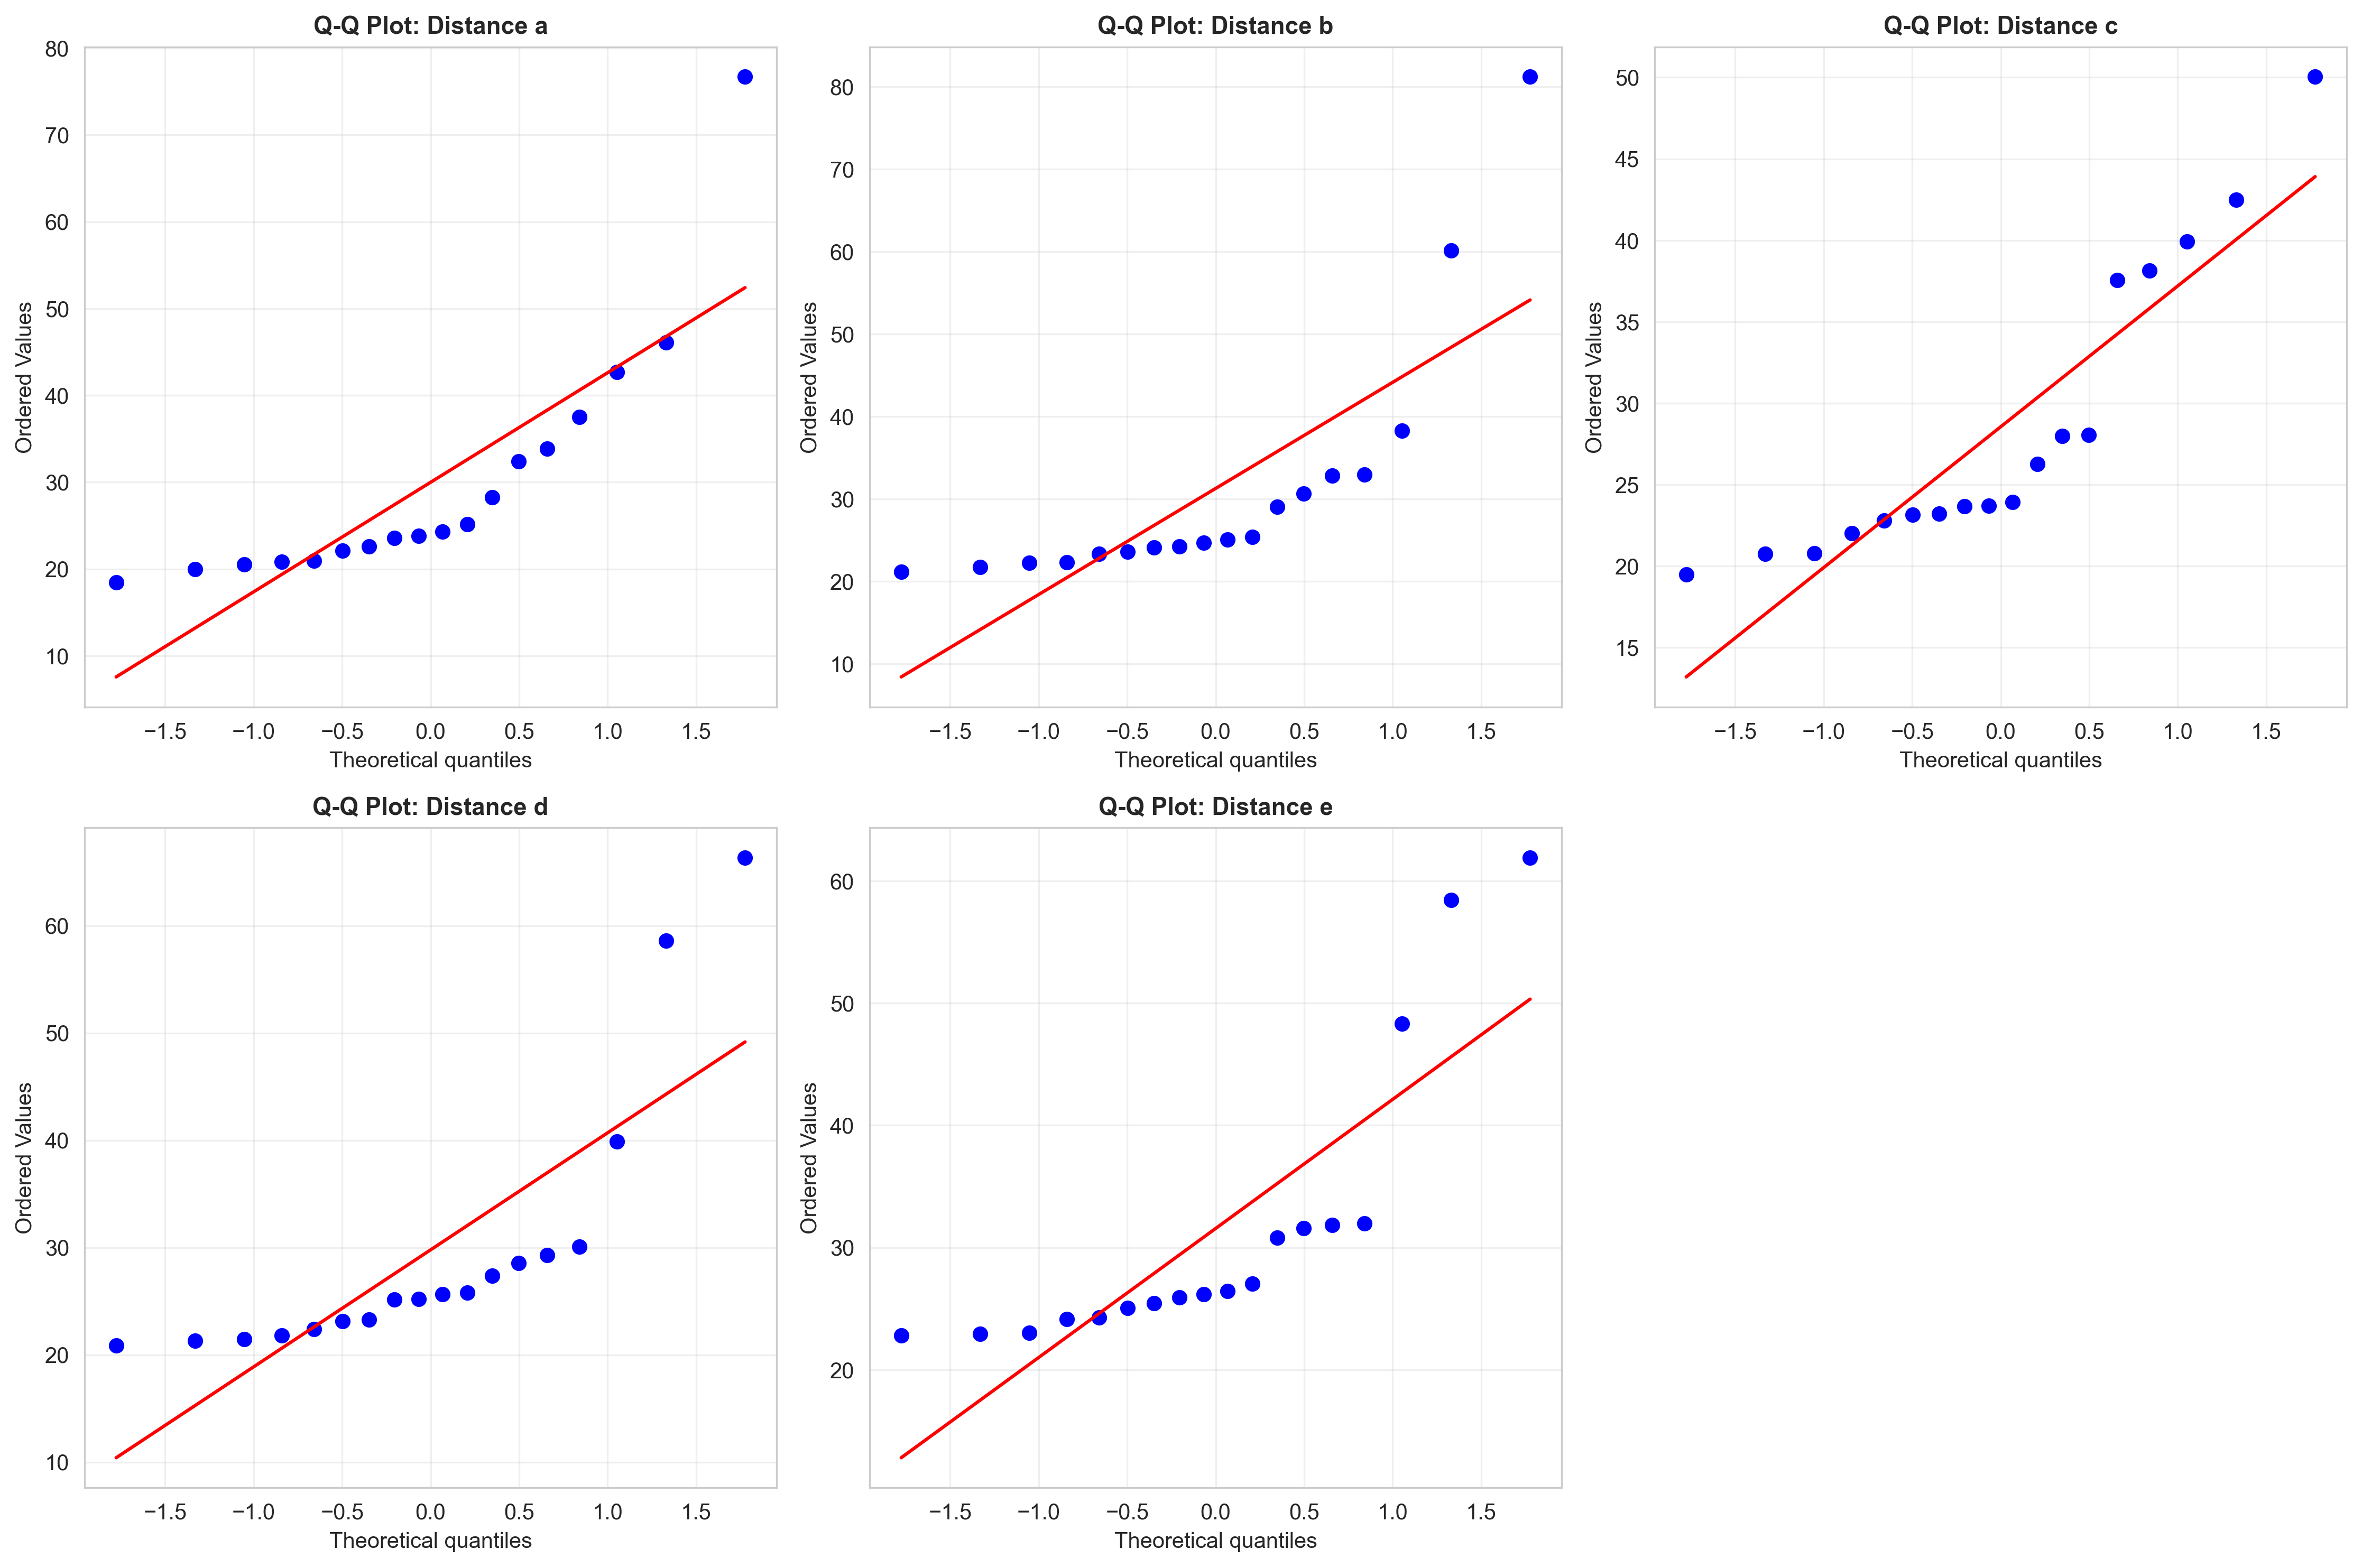 Q-Q Plot: Distance a
80
70
60
50
40
30
20
10
Ordered Values
−1.5 −1.0 −0.5 0.0 0.5 1.0 1.5
Theoretical quantiles
Q-Q Plot: Distance b
80
70
60
50
40
30
20
10
Ordered Values
−1.5 −1.0 −0.5 0.0 0.5 1.0 1.5
Theoretical quantiles
Q-Q Plot: Distance c
50
45
40
35
30
25
20
15
Ordered Values
−1.5 −1.0 −0.5 0.0 0.5 1.0 1.5
Theoretical quantiles
Q-Q Plot: Distance d
60
50
40
30
20
10
Ordered Values
−1.5 −1.0 −0.5 0.0 0.5 1.0 1.5
Theoretical quantiles
Q-Q Plot: Distance e
60
50
40
30
20
Ordered Values
−1.5 −1.0 −0.5 0.0 0.5 1.0 1.5
Theoretical quantiles